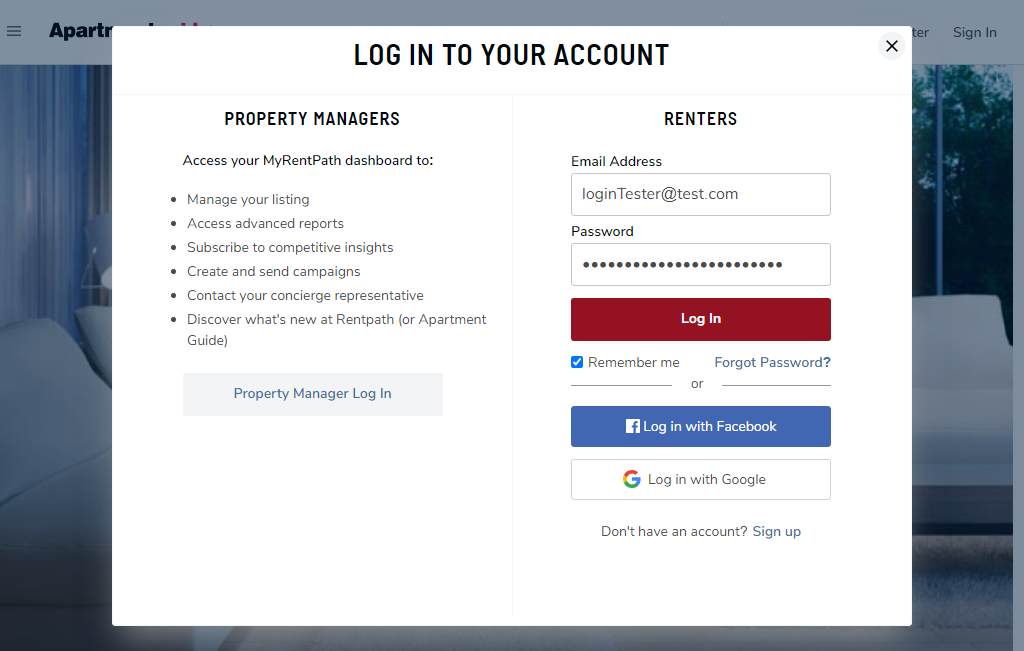 Sign In
LOG IN TO YOUR ACCOUNT
PROPERTY MANAGERS
Access your MyRentPath dashboard to:
Manage your listing
Access advanced reports
Subscribe to competitive insights
Create and send campaigns
Contact your concierge representative
Discover what's new at Rentpath (or Apartment
Guide)
Property Manager Log In
RENTERS
Email Address
loginTester@test.com
Password
Log In
Remember me
Forgot Password?
or
Log in with Facebook
Log in with Google
Don't have an account? Sign up